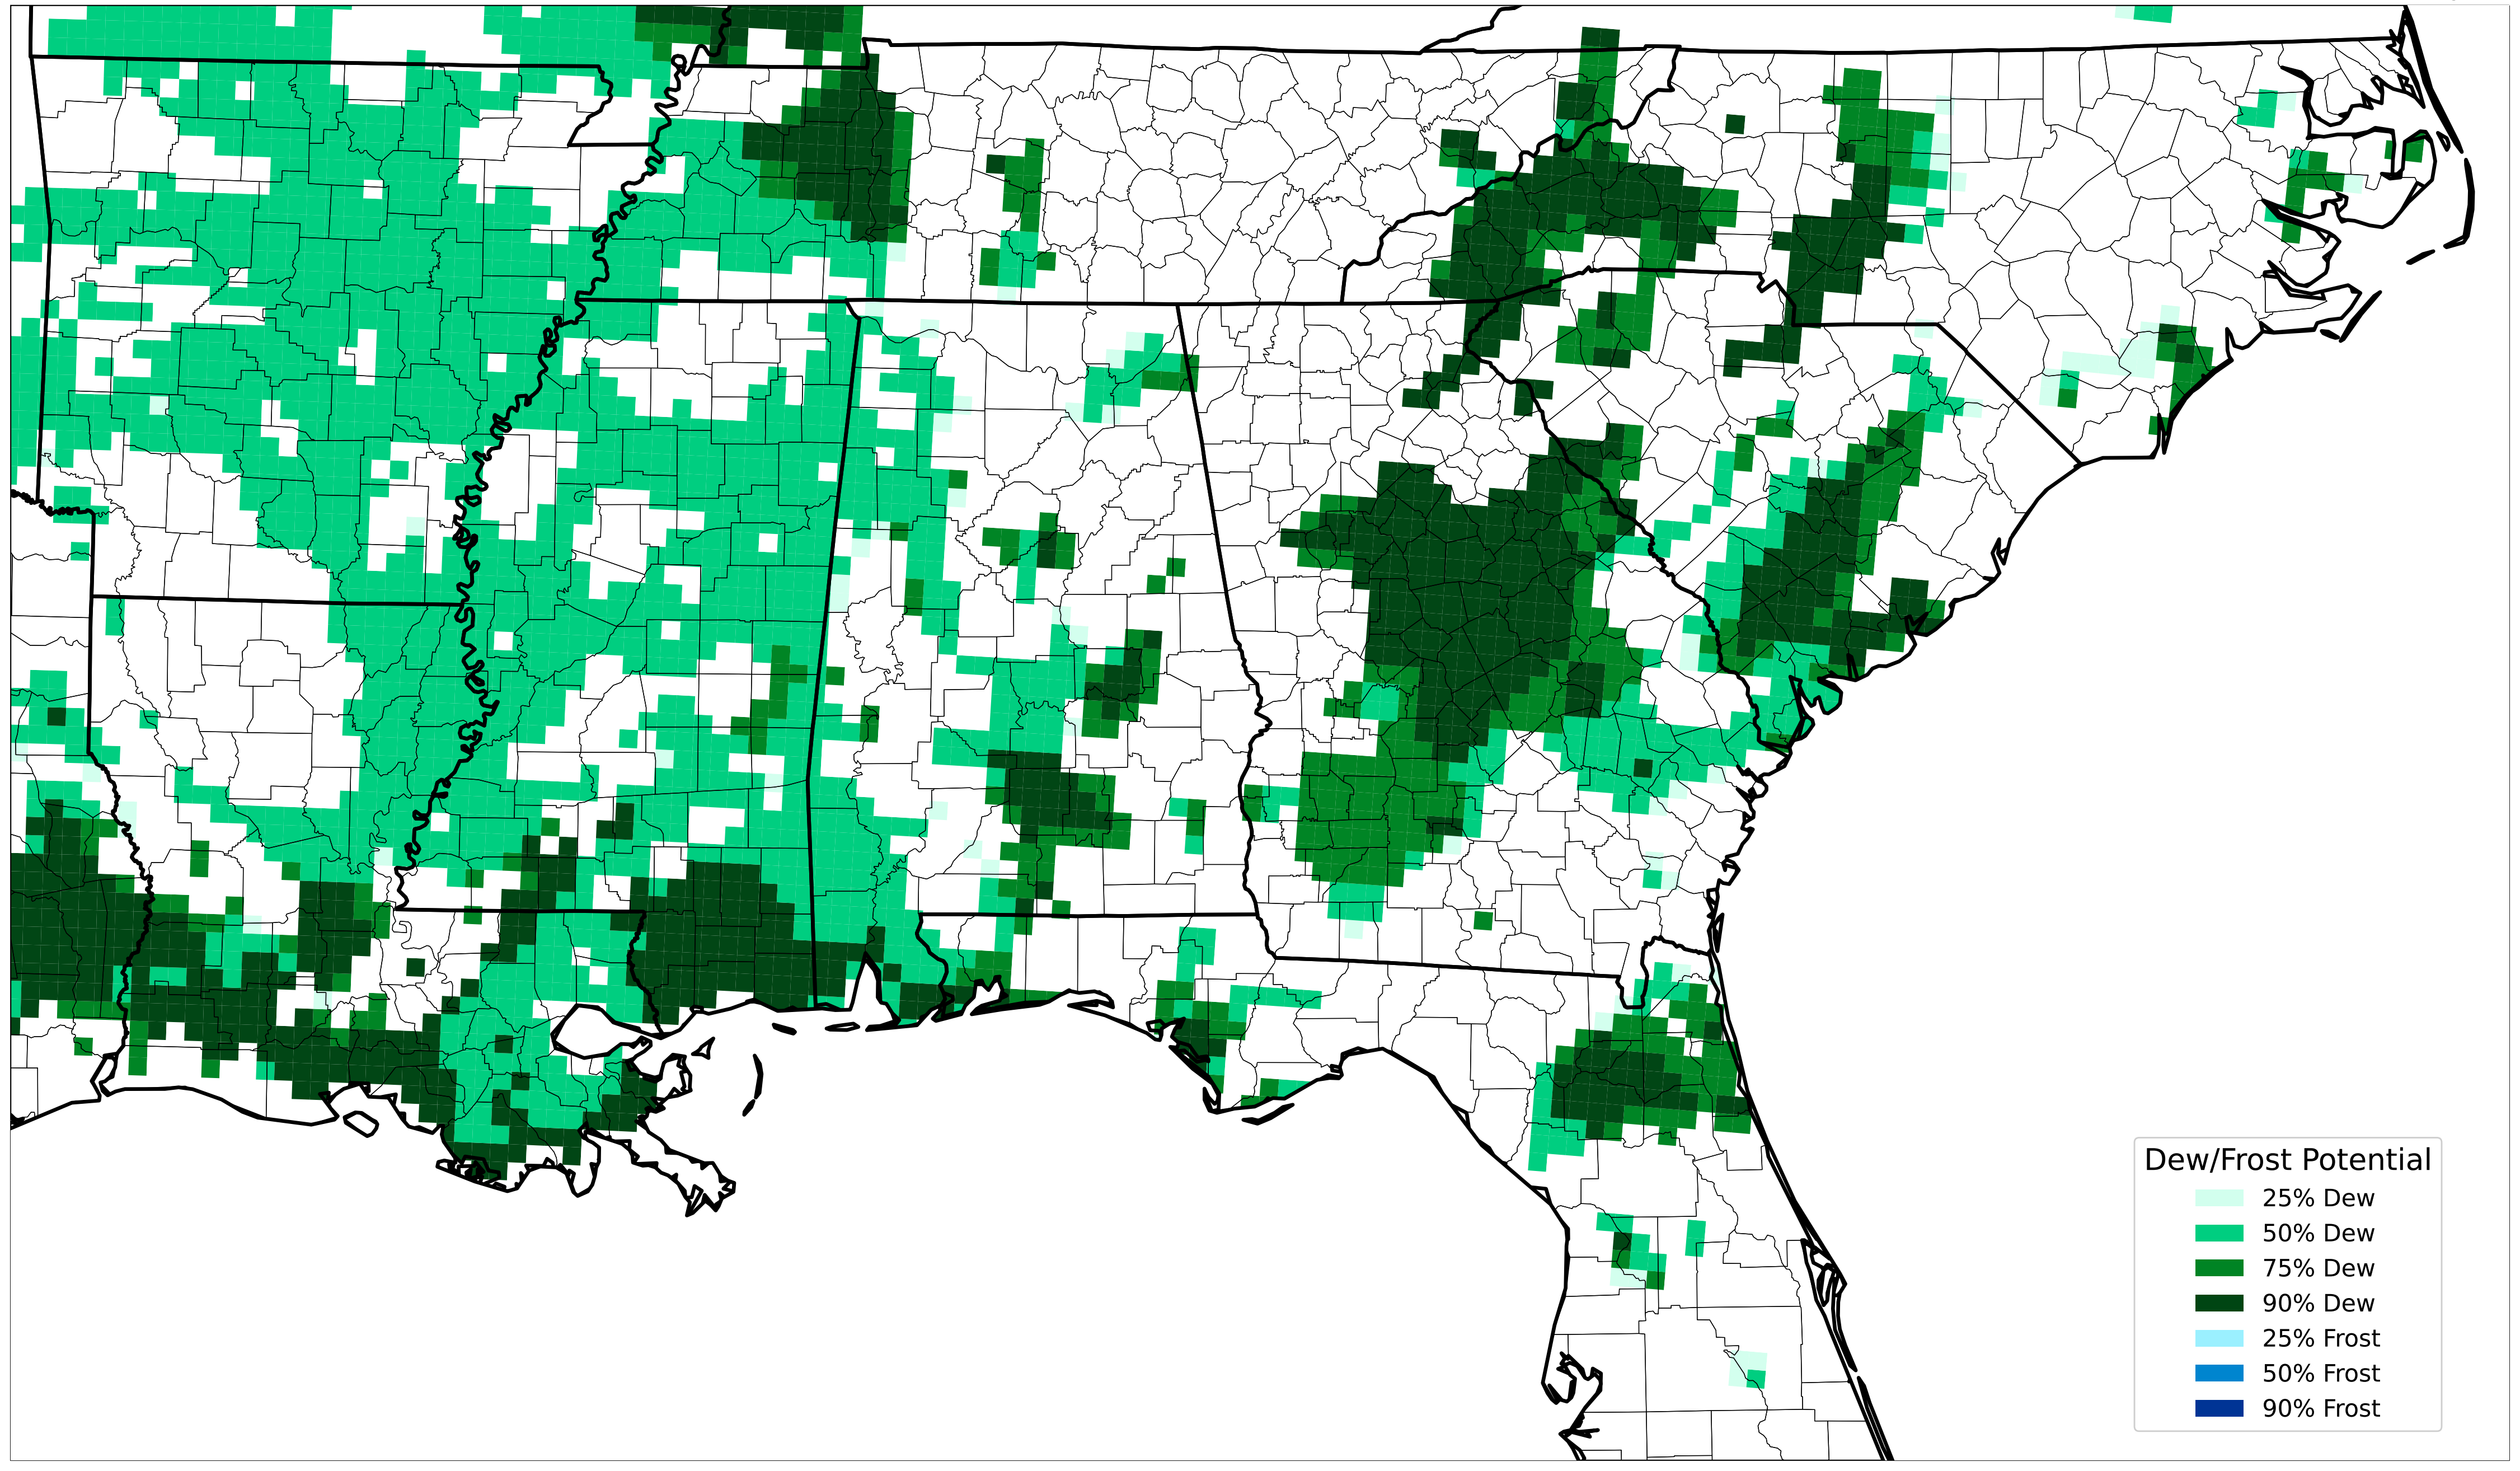 Dew/Frost Potential
25% Dew
50% Dew
75% Dew
90% Dew
25% Frost
50% Frost
90% Frost